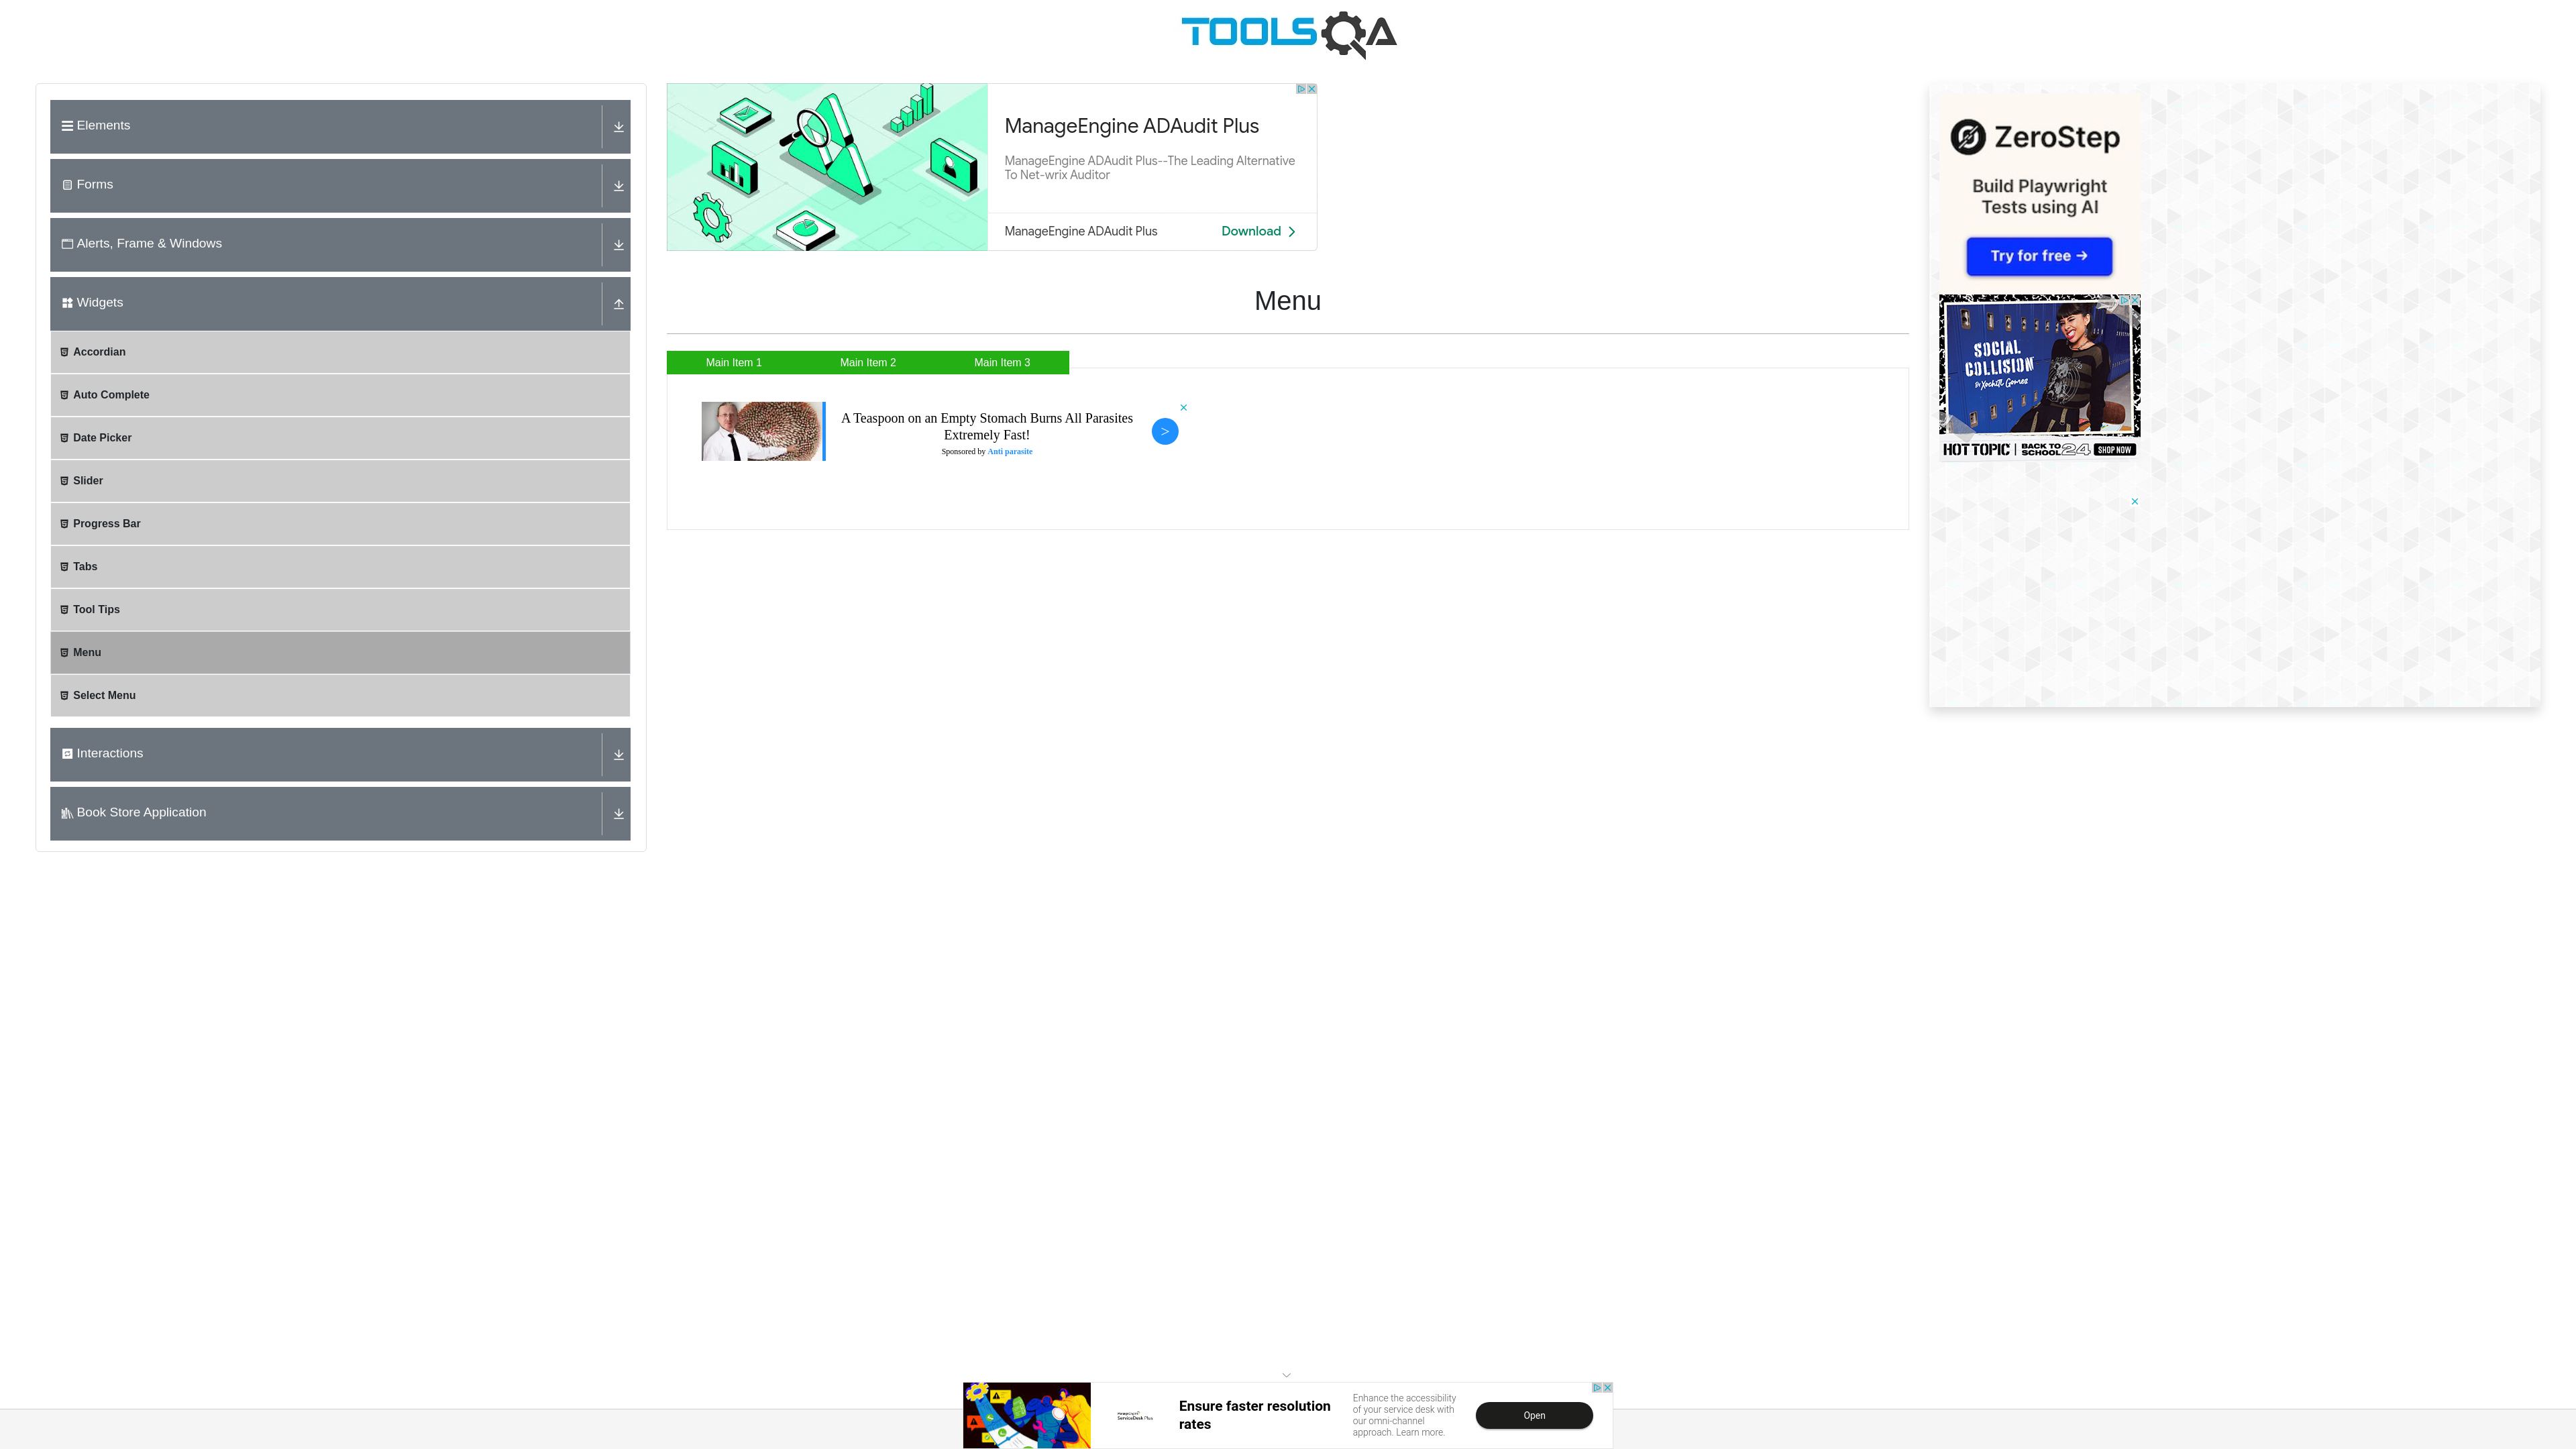 TOOLSQA
Elements
Forms
Alerts, Frame & Windows
Widgets
Accordian
Auto Complete
Date Picker
Slider
Progress Bar
Tabs
Tool Tips
Menu
Select Menu
Interactions
Book Store Application
ManageEngine ADAudit Plus
ManageEngine ADAudit Plus--The Leading Alternative
To Net-wrix Auditor
ManageEngine ADAudit Plus
Download
Menu
Main Item 1
Main Item 2
Main Item 3
A Teaspoon on an Empty Stomach Burns All Parasites
Extremely Fast!
Sponsored by Anti parasite
>
ZeroStep
Build Playwright
Tests using AI
Try for free →
SOCIAL
COLLISION
By Xochitl Gomez
HOT TOPIC | BACK TO SCHOOL 24 SHOP NOW
ServiceDesk Plus
Ensure faster resolution
rates
Enhance the accessibility
of your service desk with
our omni-channel
approach. Learn more.
Open